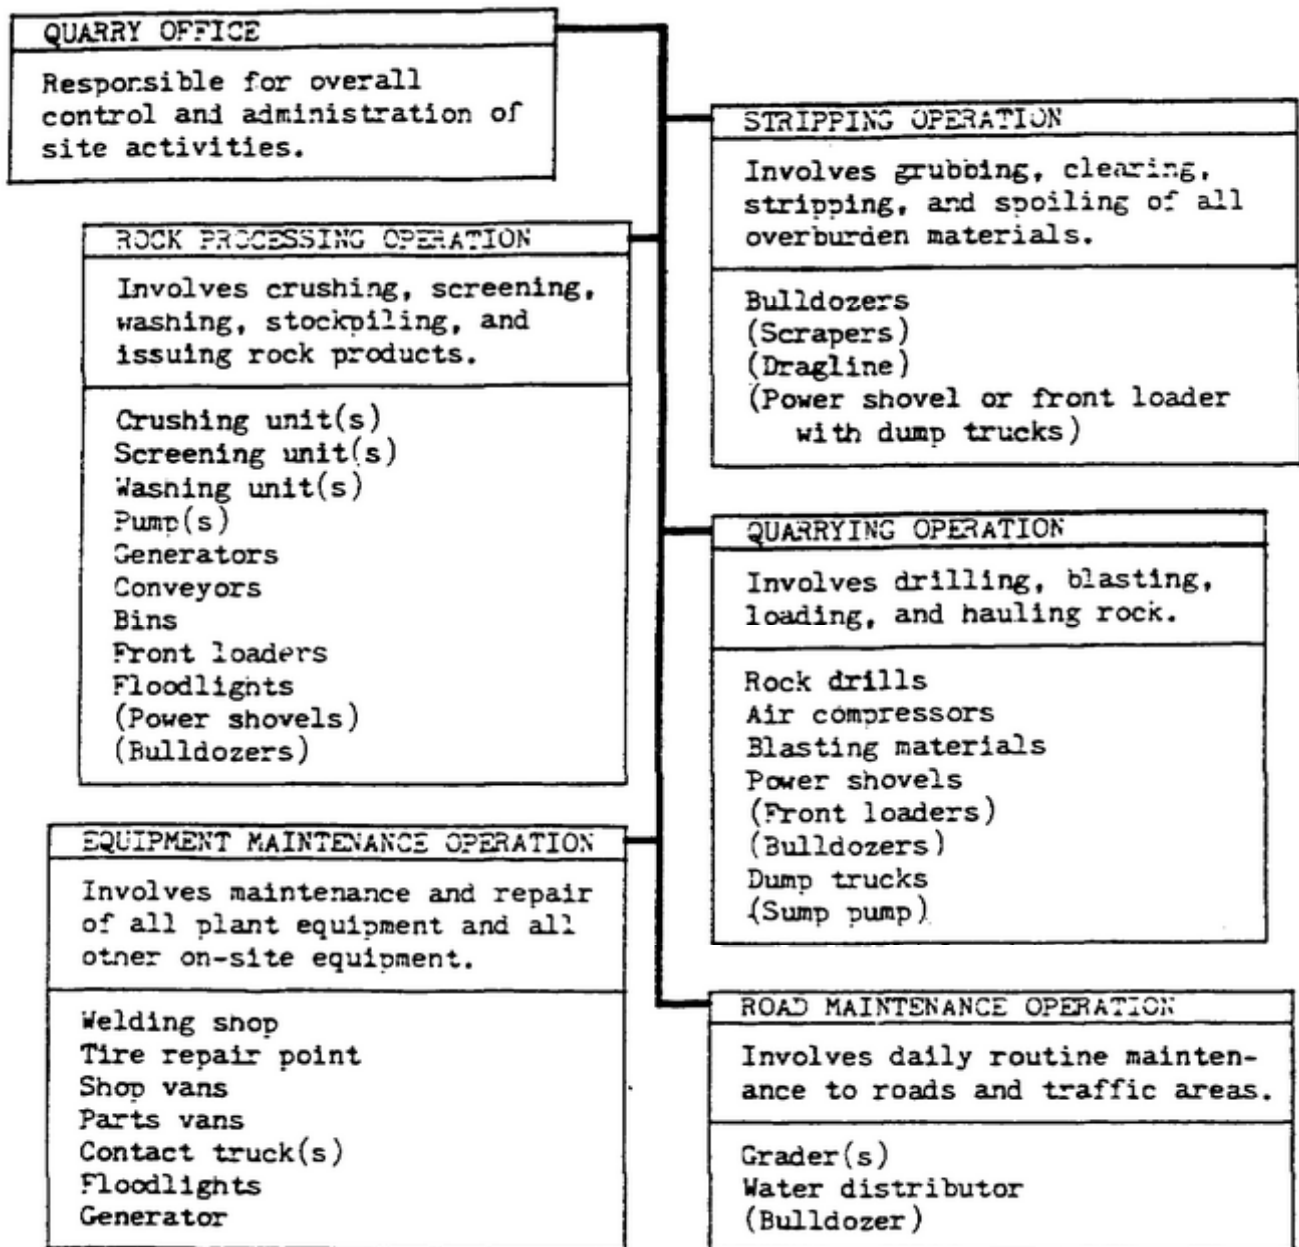 QUARRY OFFICE
Responsible for overall
control and administration of
site activities.
STRIPPING OPERATION
Involves grubbing, clearing,
stripping, and spoiling of all
overburden materials.
Bulldozers
(Scrapers)
(Dragline)
(Power shovel or front loader
with dump trucks)
ROCK PROCESSING OPERATION
Involves crushing, screening,
washing, stockpiling, and
issuing rock products.
Crushing unit(s)
Screening unit(s)
Washing unit(s)
Pump(s)
Generators
Conveyors
Bins
Front loaders
Floodlights
(Power shovels)
(Bulldozers)
QUARRYING OPERATION
Involves drilling, blasting,
loading, and hauling rock.
Rock drills
Air compressors
Blasting materials
Power shovels
(Front loaders)
(Bulldozers)
Dump trucks
(Sump pump)
EQUIPMENT MAINTENANCE OPERATION
Involves maintenance and repair
of all plant equipment and all
other on-site equipment.
Welding shop
Tire repair point
Shop vans
Parts vans
Contact truck(s)
Floodlights
Generator
ROAD MAINTENANCE OPERATION
Involves daily routine mainten-
ance to roads and traffic areas.
Grader(s)
Water distributor
(Bulldozer)